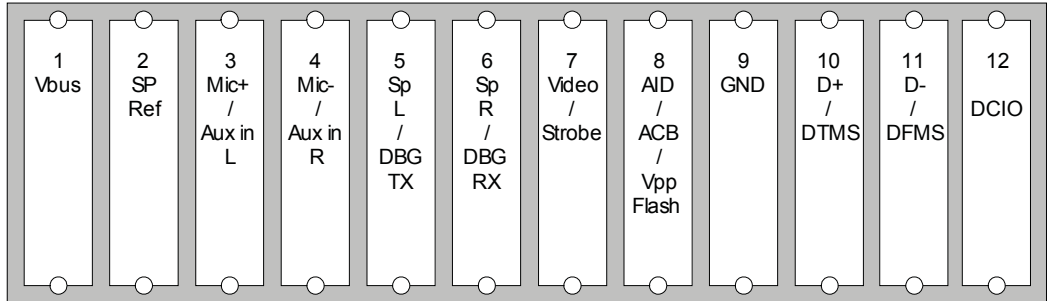 1
Vbus
2
SP
Ref
3
Mic+
/
Aux in
L
4
Mic-
/
Aux in
R
5
Sp
L
/
DBG
TX
6
Sp
R
/
DBG
RX
7
Video
/
Strobe
8
AID
/
ACB
/
Vpp
Flash
9
GND
10
D+
/
DTMS
11
D-
/
DFMS
12
DCIO